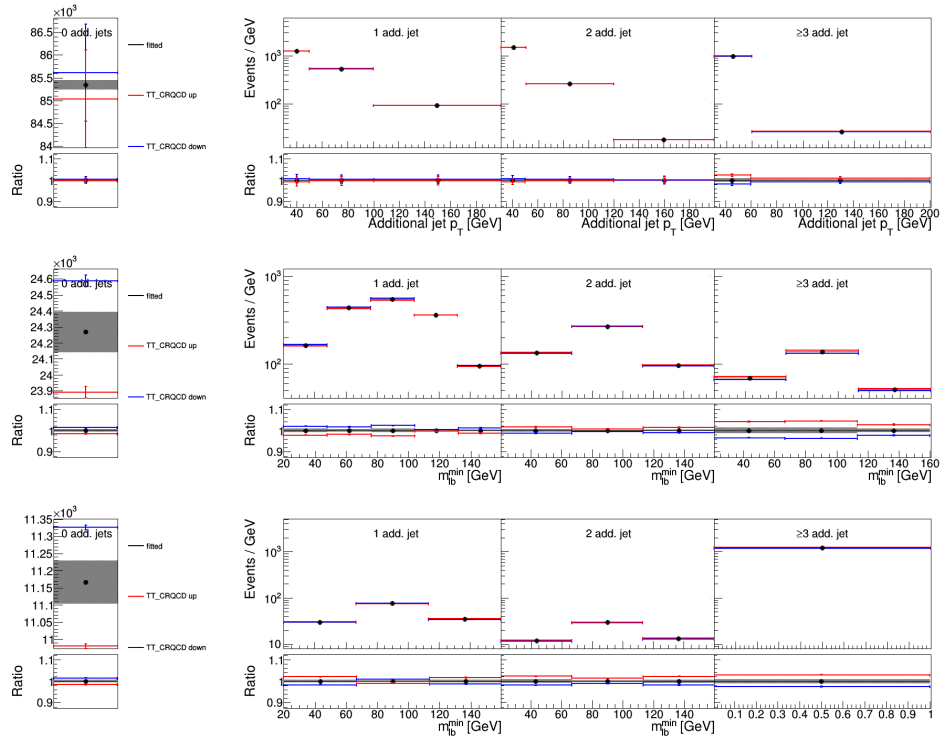 ×10³
0 add. jets
86.5
86
85.5
85
84.5
84
fitted
TT_CRQCD up
TT_CRQCD down
Ratio
1.1
1
0.9
Events / GeV
10³
10²
1 add. jet
2 add. jet
≥3 add. jet
Ratio
1.1
1
0.9
40 60 80 100 120 140 160 180
40 60 80 100 120 140 160 180
40 60 80 100 120 140 160 180 200
Additional jet p_T [GeV]
Additional jet p_T [GeV]
Additional jet p_T [GeV]
×10³
0 add. jets
24.6
24.5
24.4
24.3
24.2
24.1
24
23.9
fitted
TT_CRQCD up
TT_CRQCD down
Ratio
1.1
1
0.9
Events / GeV
10³
10²
1 add. jet
2 add. jet
≥3 add. jet
Ratio
1.1
1
0.9
20 40 60 80 100 120 140
40 60 80 100 120 140
40 60 80 100 120 140 160
m_lb^min [GeV]
m_lb^min [GeV]
m_lb^min [GeV]
×10³
0 add. jets
11.35
11.3
11.25
11.2
11.15
11.1
11.05
11
fitted
TT_CRQCD up
TT_CRQCD down
Ratio
1.1
1
0.9
Events / GeV
10³
10²
10
1 add. jet
2 add. jet
≥3 add. jet
Ratio
1.1
1
0.9
20 40 60 80 100 120 140
40 60 80 100 120 140
0.1 0.2 0.3 0.4 0.5 0.6 0.7 0.8 0.9 1
m_lb^min [GeV]
m_lb^min [GeV]